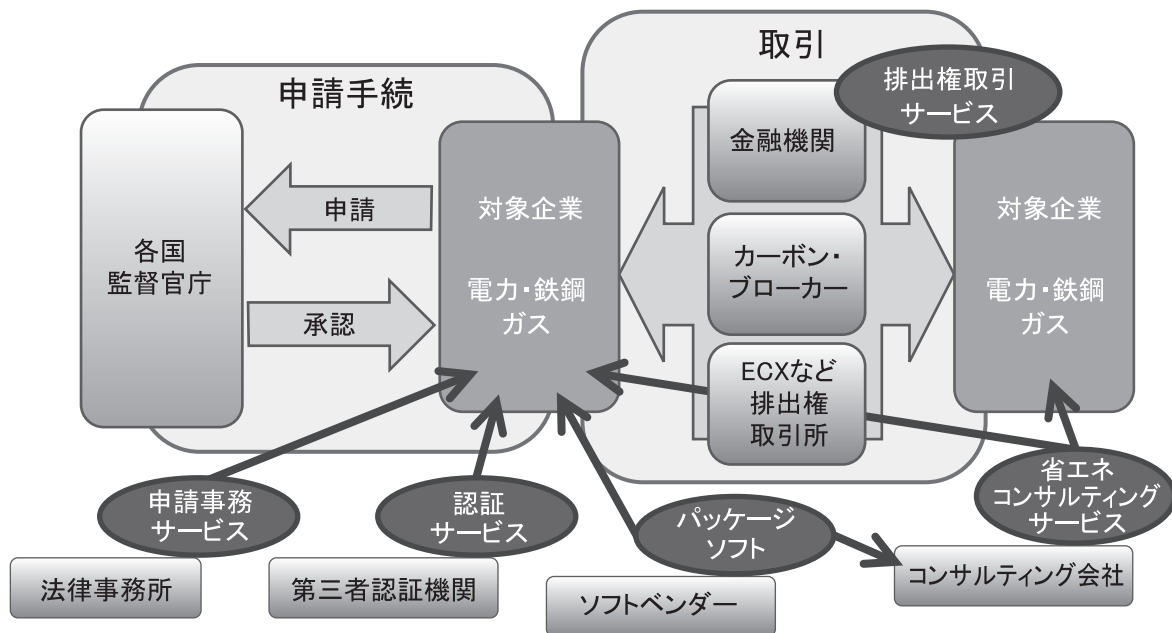 取引
申請手続
排出権取引
サービス
金融機関
申請
対象企業
電力・鉄鋼
ガス
各国
監督官庁
承認
カーボン・
ブローカー
対象企業
電力・鉄鋼
ガス
ECXなど
排出権
取引所
申請事務
サービス
認証
サービス
パッケージ
ソフト
省エネ
コンサルティング
サービス
法律事務所
第三者認証機関
ソフトベンダー
コンサルティング会社